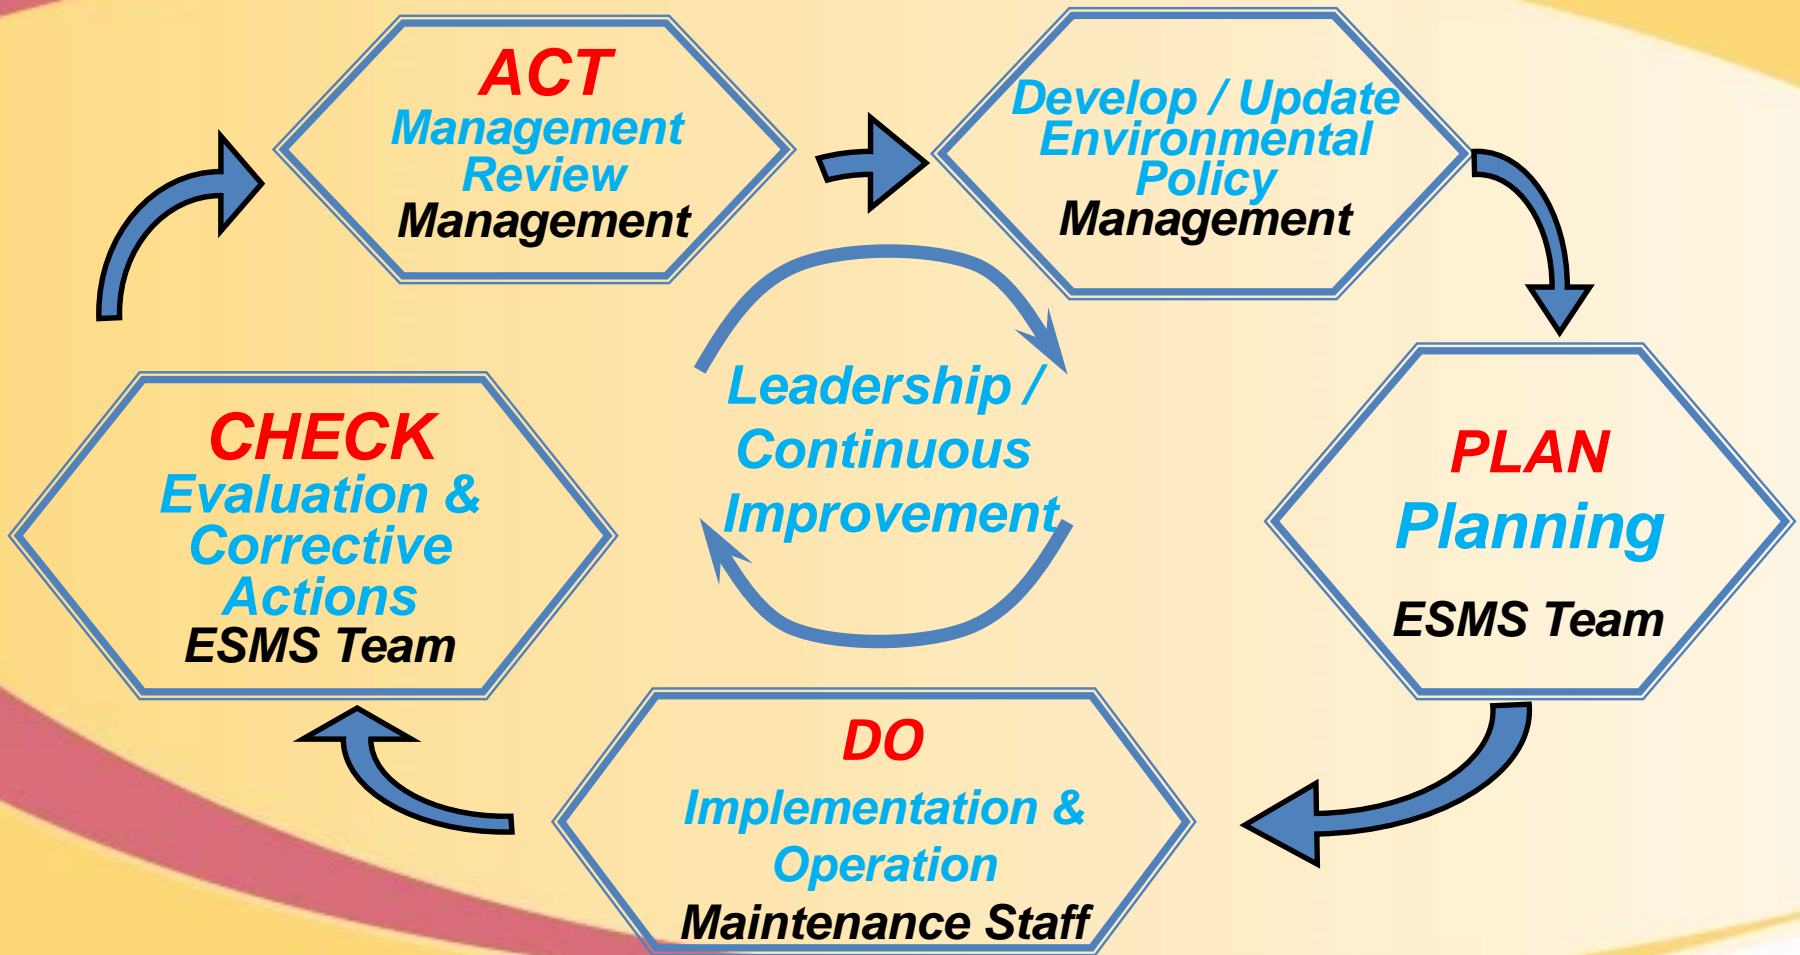 ACT
Management
Review
Management
Develop / Update
Environmental
Policy
Management
PLAN
Planning
ESMS Team
DO
Implementation &
Operation
Maintenance Staff
CHECK
Evaluation &
Corrective
Actions
ESMS Team
Leadership /
Continuous
Improvement